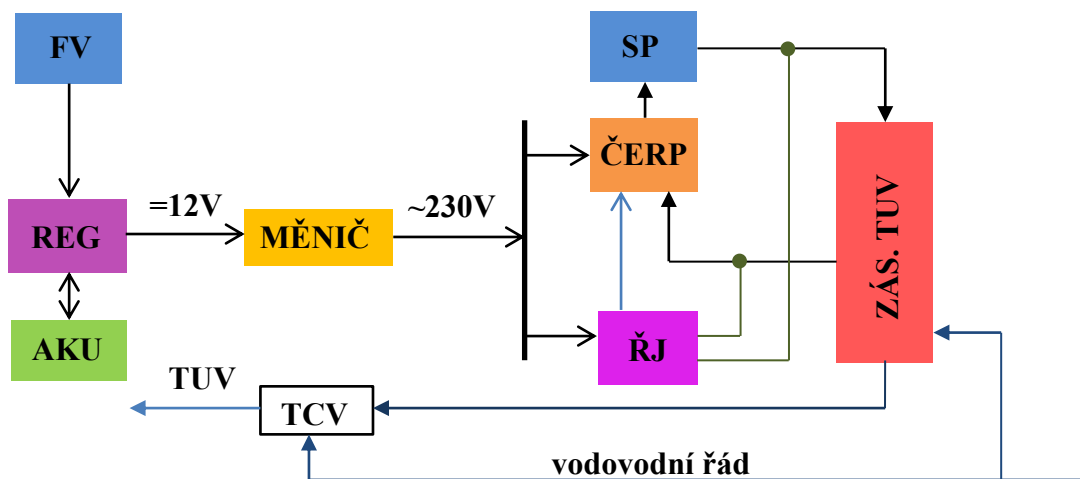 FV
SP
ČERP
ZÁS. TUV
=12V
~230V
REG
MĚNIČ
AKU
ŘJ
TUV
TCV
vodovodní řád